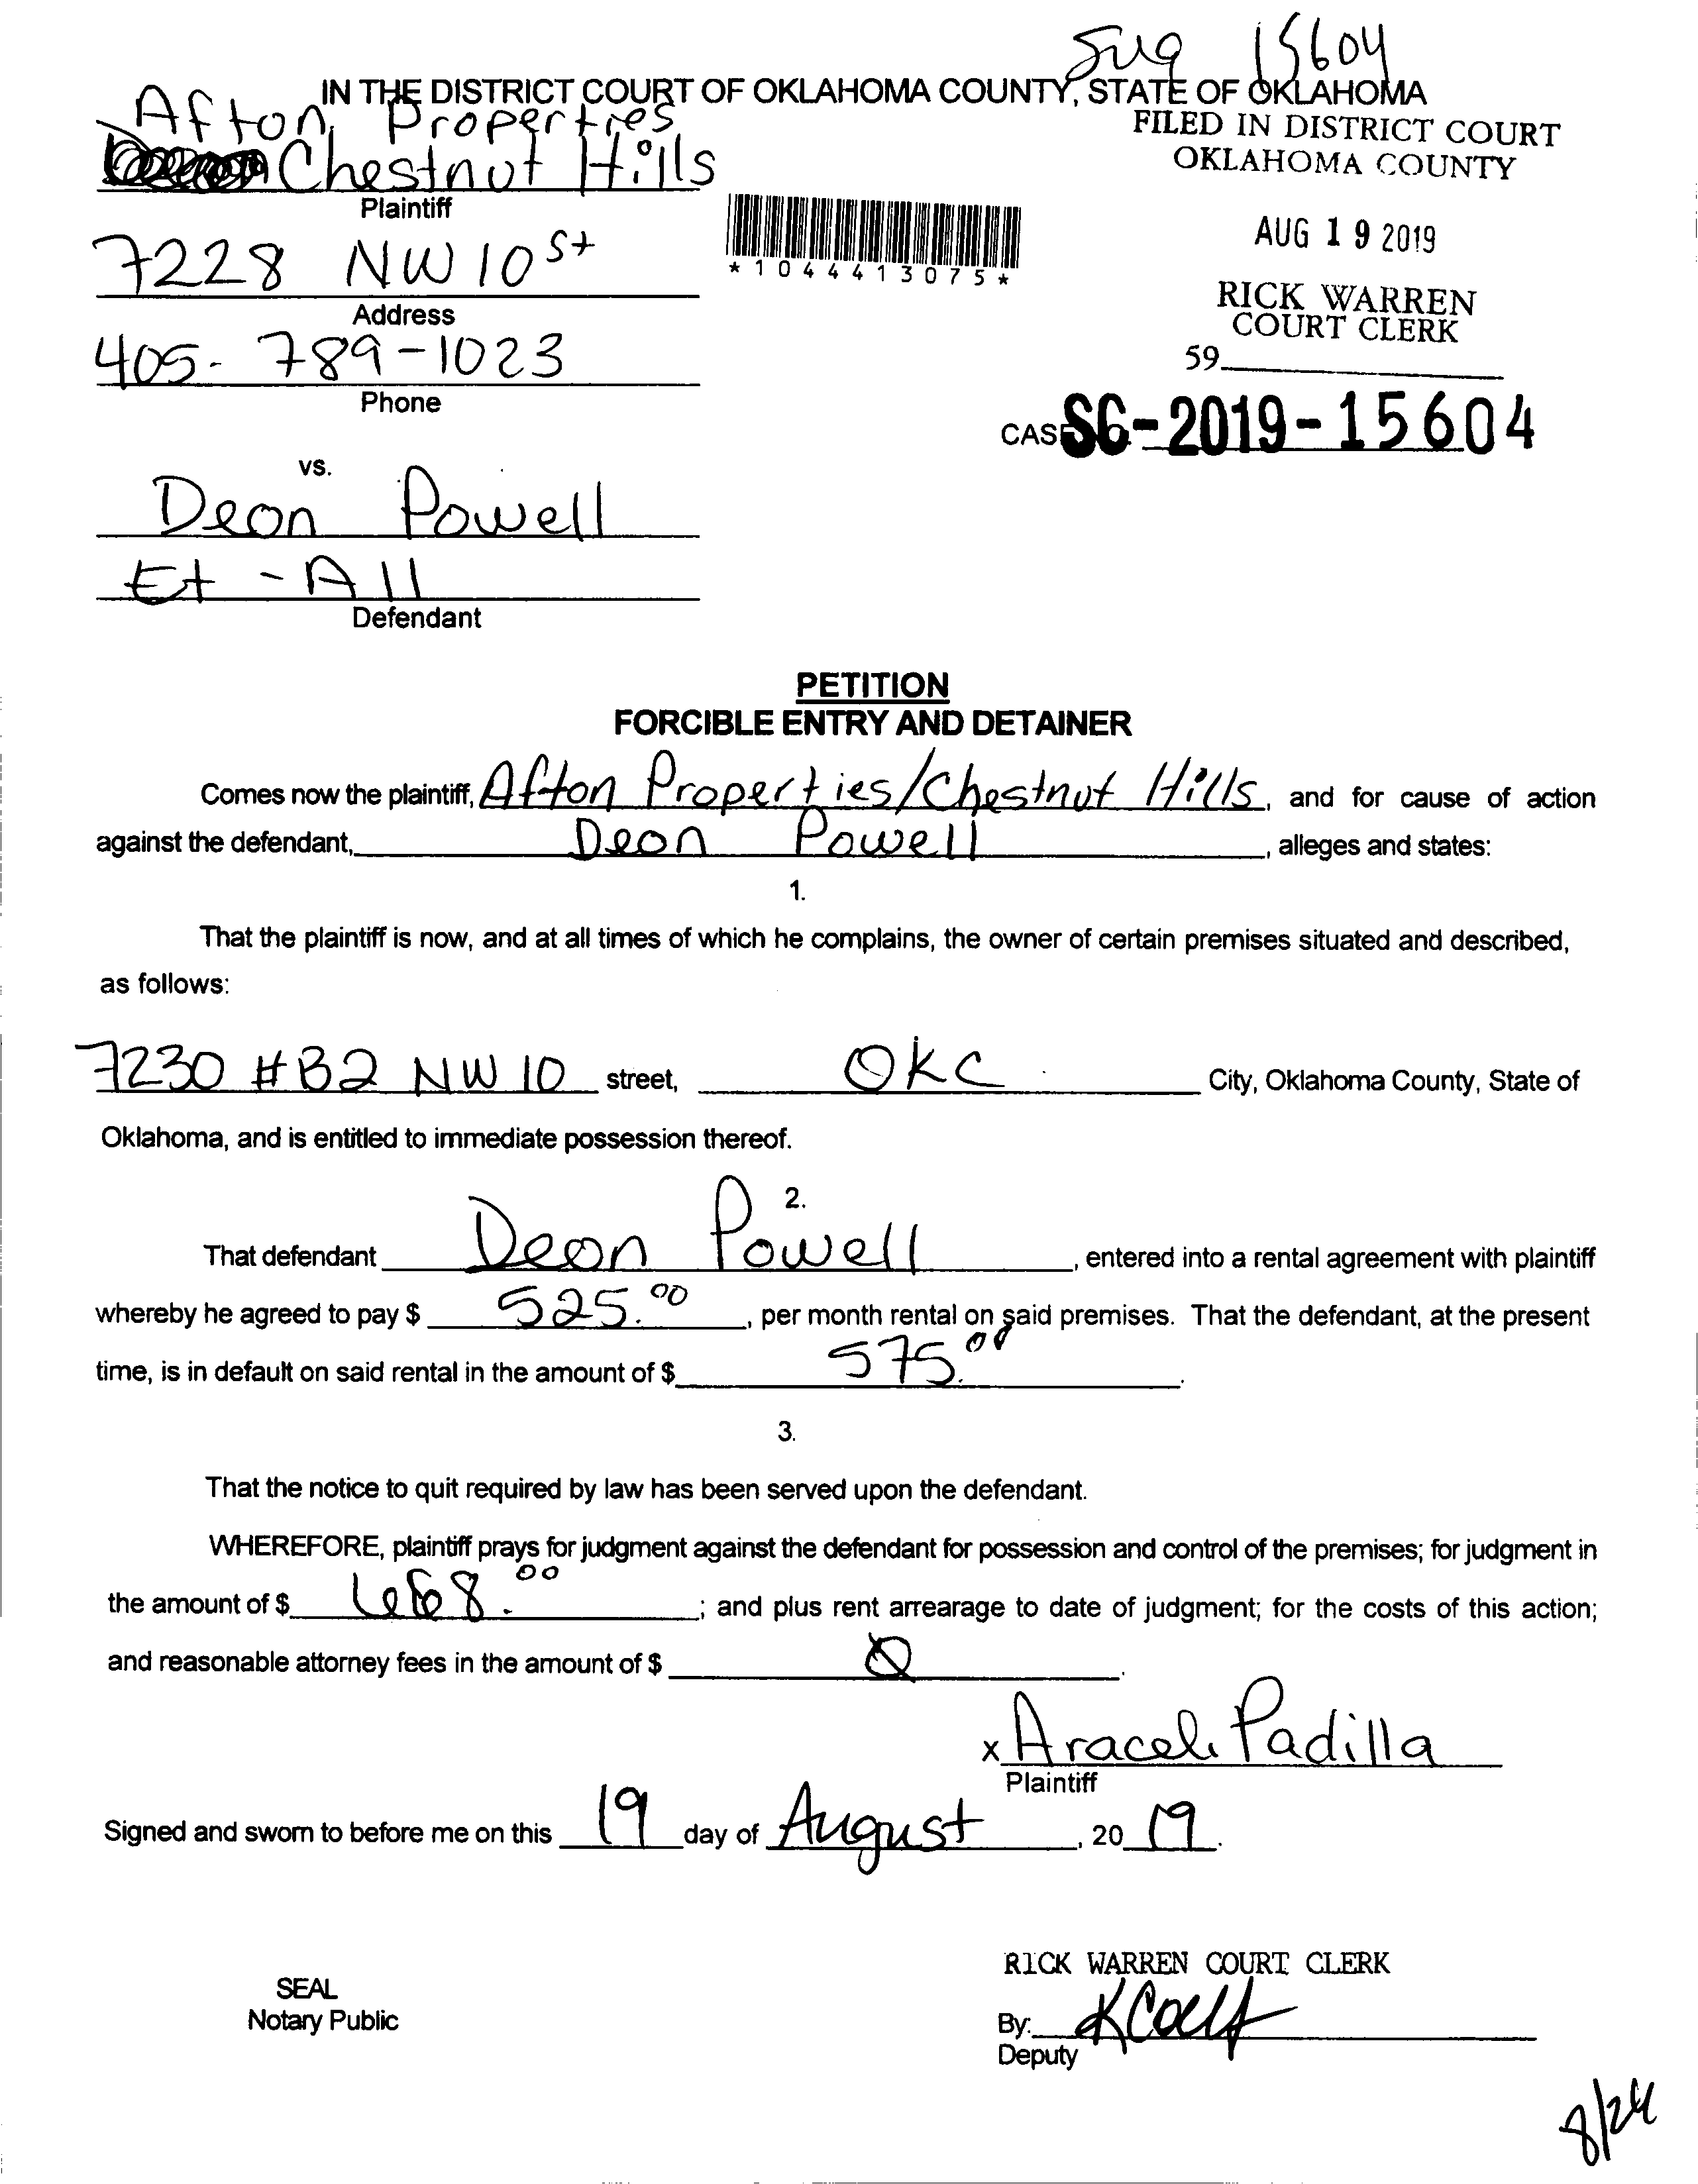 Sug 15604
IN THE DISTRICT COURT OF OKLAHOMA COUNTY, STATE OF OKLAHOMA
Afton Properties
Chestnut Hills
Plaintiff
FILED IN DISTRICT COURT
OKLAHOMA COUNTY
AUG 19 2019
RICK WARREN
COURT CLERK
59
*1044413075*
7228 NW 10 St
Address
405-789-1023
Phone
CAS SC-2019-15604
vs.
Deon Powell
Et-All
Defendant
PETITION
FORCIBLE ENTRY AND DETAINER
Comes now the plaintiff, Afton Properties/Chestnut Hills, and for cause of action
against the defendant, Deon Powell, alleges and states:
1.
That the plaintiff is now, and at all times of which he complains, the owner of certain premises situated and described,
as follows:
7230 #B2 NW 10 street, OKC City, Oklahoma County, State of
Oklahoma, and is entitled to immediate possession thereof.
2.
That defendant Deon Powell, entered into a rental agreement with plaintiff
whereby he agreed to pay $ 525.00, per month rental on said premises. That the defendant, at the present
time, is in default on said rental in the amount of $ 575.00.
3.
That the notice to quit required by law has been served upon the defendant.
WHEREFORE, plaintiff prays for judgment against the defendant for possession and control of the premises; for judgment in
the amount of $ 668.00; and plus rent arrearage to date of judgment; for the costs of this action;
and reasonable attorney fees in the amount of $ 0.
x Araceli Padilla
Plaintiff
Signed and sworn to before me on this 19 day of August, 2019.
SEAL
Notary Public
RICK WARREN COURT CLERK
By:
Deputy